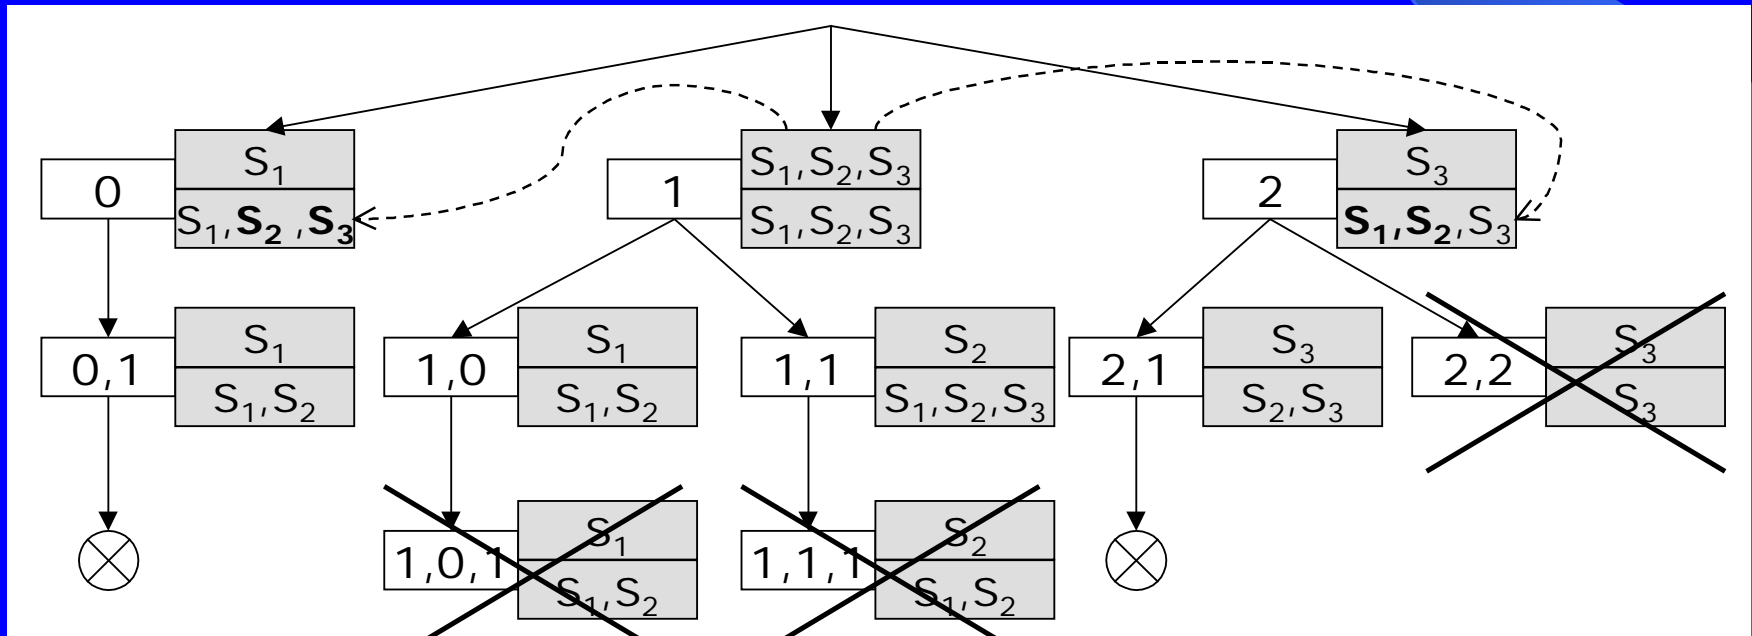 S₁
S₁,S₂,S₃
S₃
0
1
2
S₁,S₂ ,S₃
S₁,S₂,S₃
S₁,S₂,S₃
S₁
S₁
S₂
S₃
S₃
0,1
1,0
1,1
2,1
2,2
S₁,S₂
S₁,S₂
S₁,S₂,S₃
S₂,S₃
S₃
S₁
S₂
1,0,1
1,1,1
S₁,S₂
S₁,S₂